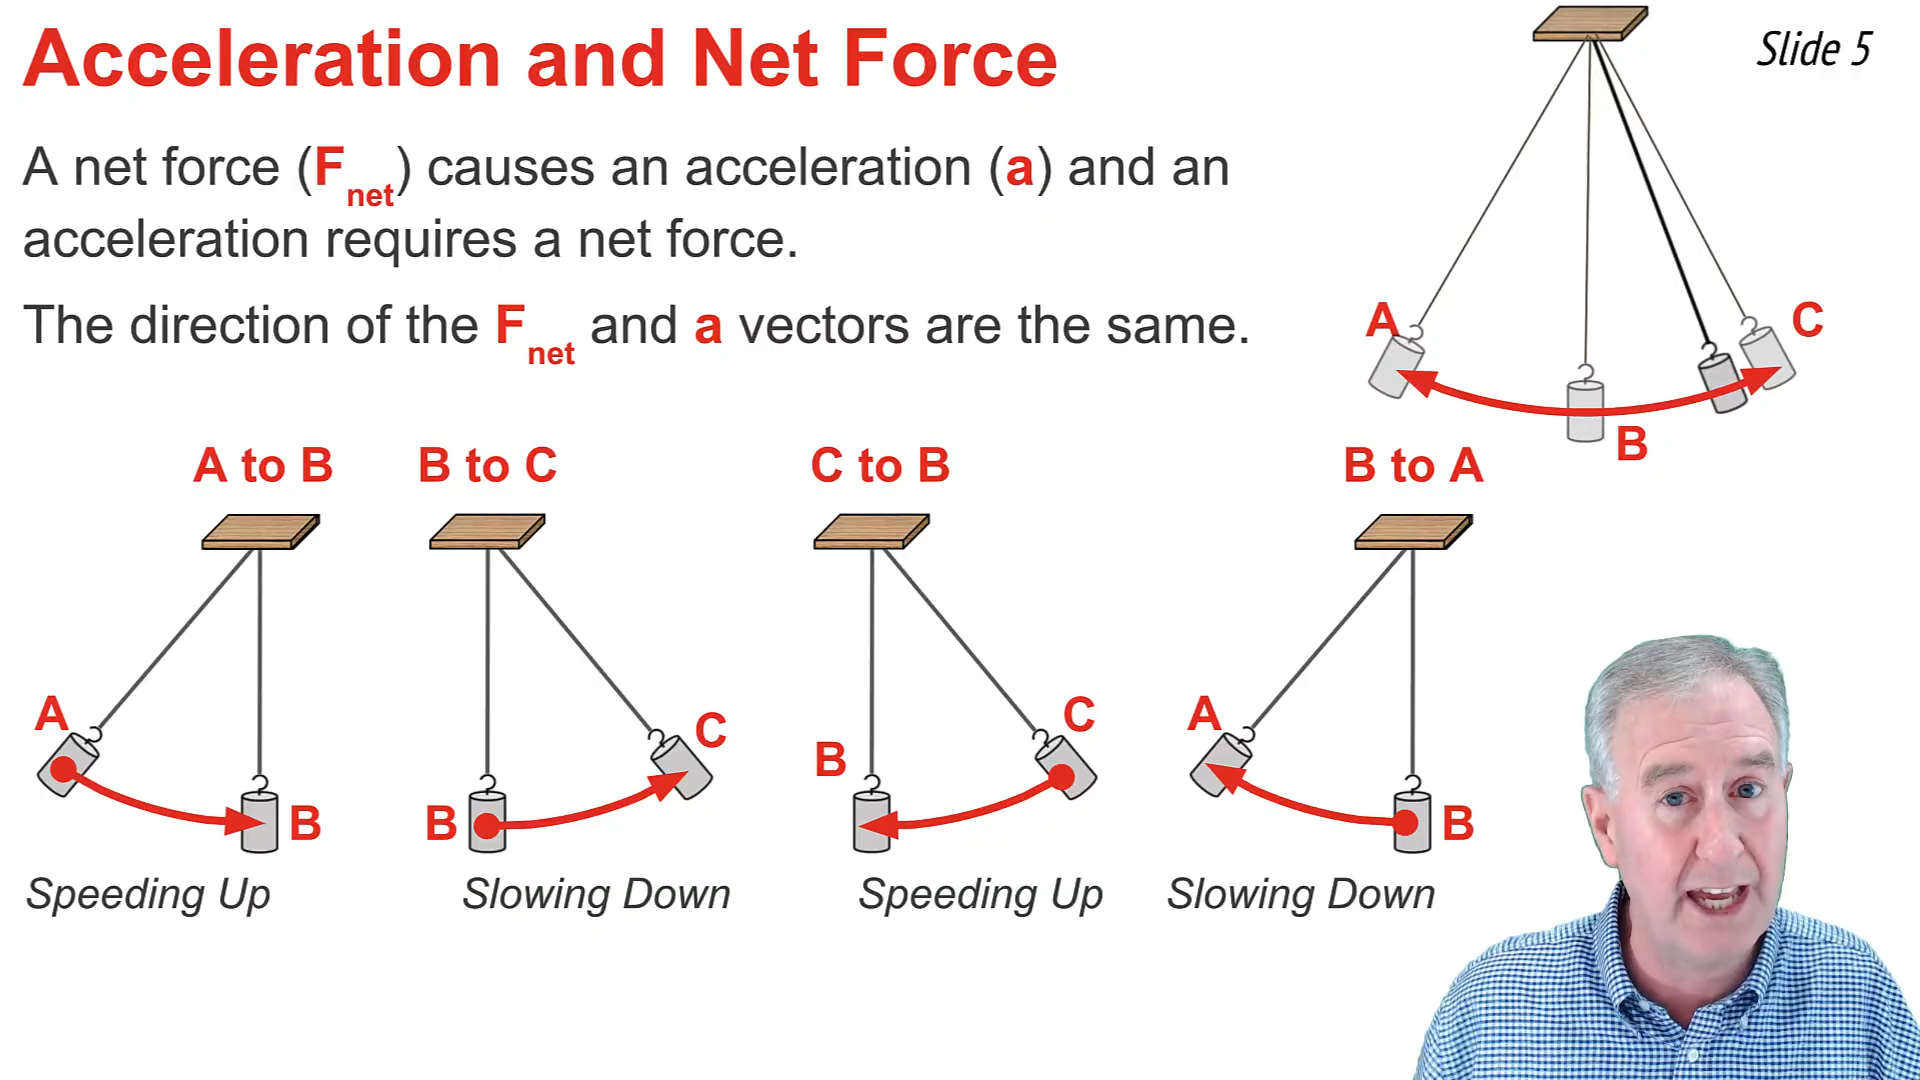 Acceleration and Net Force
Slide 5
A net force (Fnet) causes an acceleration (a) and an
acceleration requires a net force.
The direction of the Fnet and a vectors are the same.
A
C
B
A to B
B to C
C to B
B to A
A
B
B
C
B
C
A
B
Speeding Up
Slowing Down
Speeding Up
Slowing Down